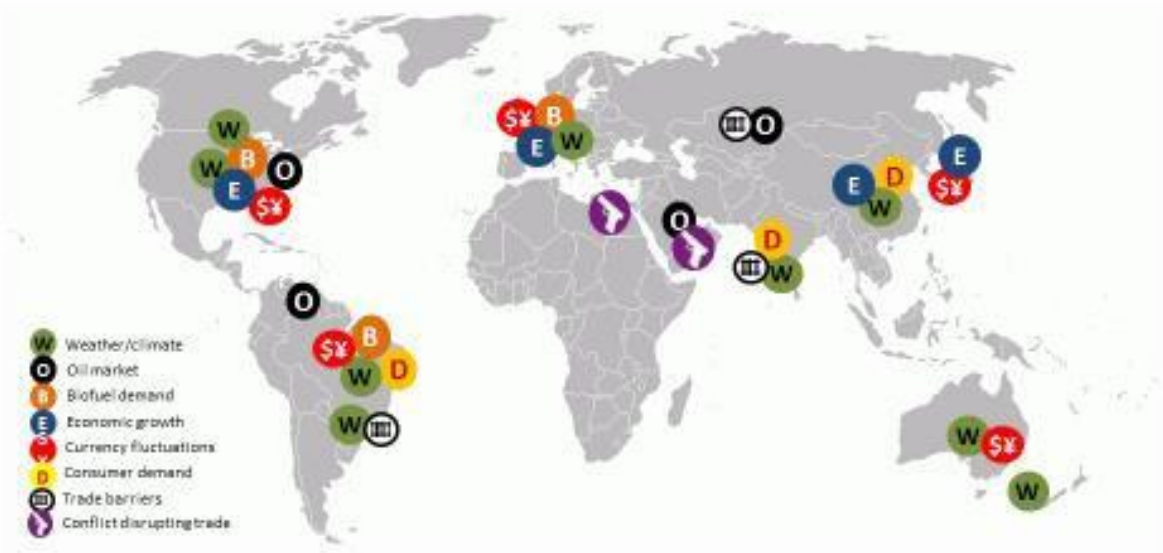 W
W
B
E
O
$¥
O
$¥
B
W
D
W
$¥
B
E
W
O
O
D
W
E
D
W
E
$¥
W
$¥
W
W Weather/climate
O Oil market
B Biofuel demand
E Economic growth
Currency fluctuations
D Consumer demand
Trade barriers
Conflict disrupting trade